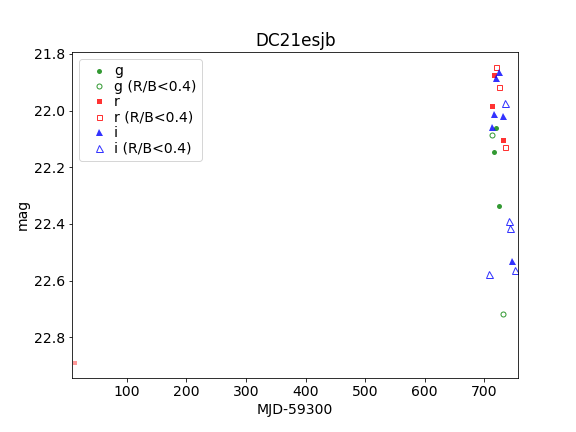 DC21esjb
21.8
22.0
22.2
22.4
22.6
22.8
mag
g
g (R/B<0.4)
r
r (R/B<0.4)
i
i (R/B<0.4)
100
200
300
400
500
600
700
MJD-59300